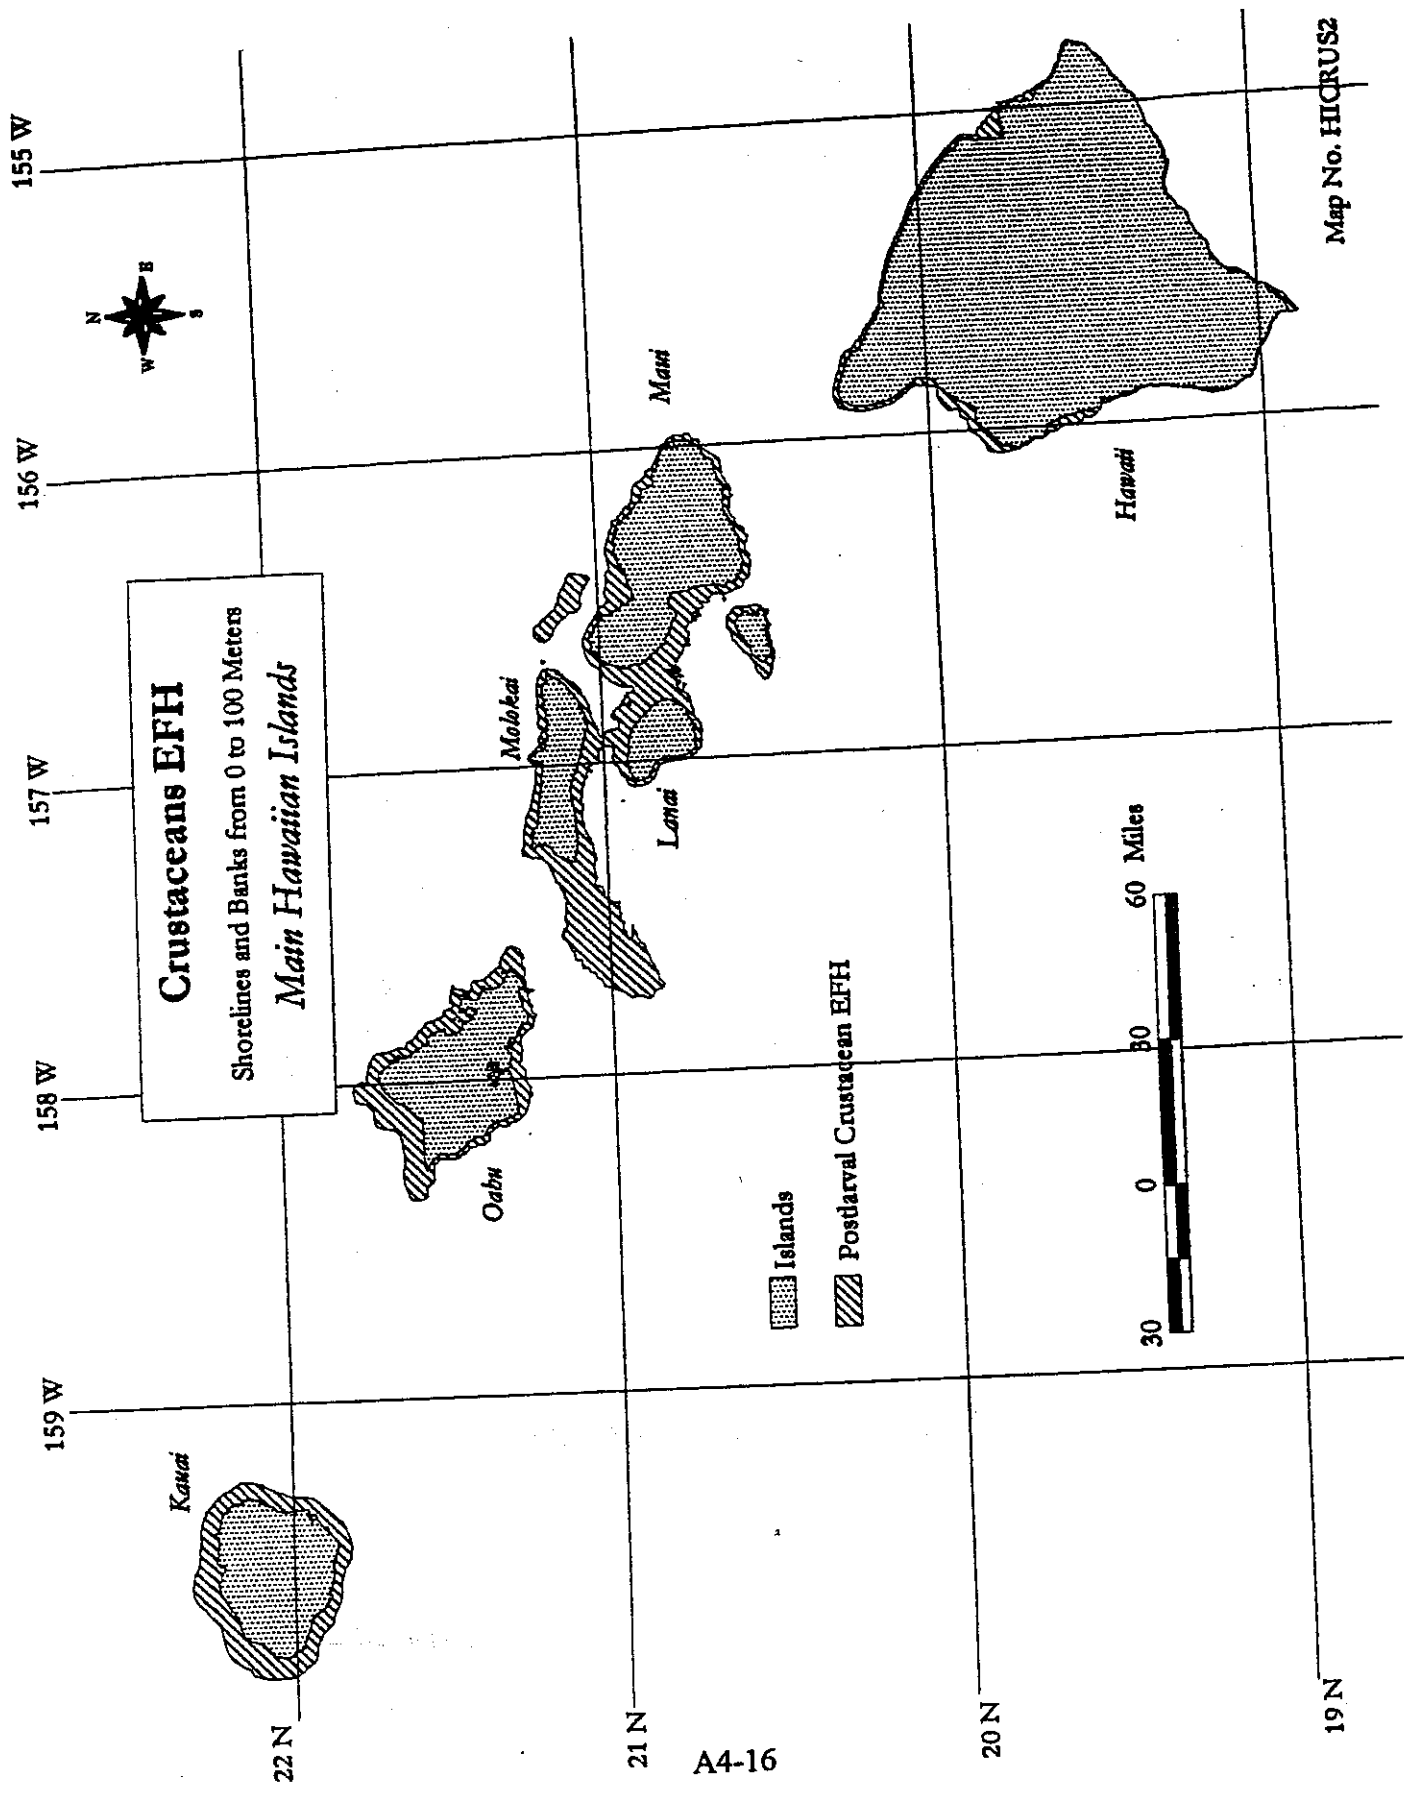 Crustaceans EFH
Shorelines and Banks from 0 to 100 Meters
Main Hawaiian Islands
159 W
158 W
157 W
156 W
155 W
22 N
21 N
20 N
19 N
N
W
E
S
Kauai
Oahu
Molokai
Lanai
Maui
Hawaii
Islands
Postlarval Crustacean EFH
30 0 30 60 Miles
Map No. HICRUS2
A4-16